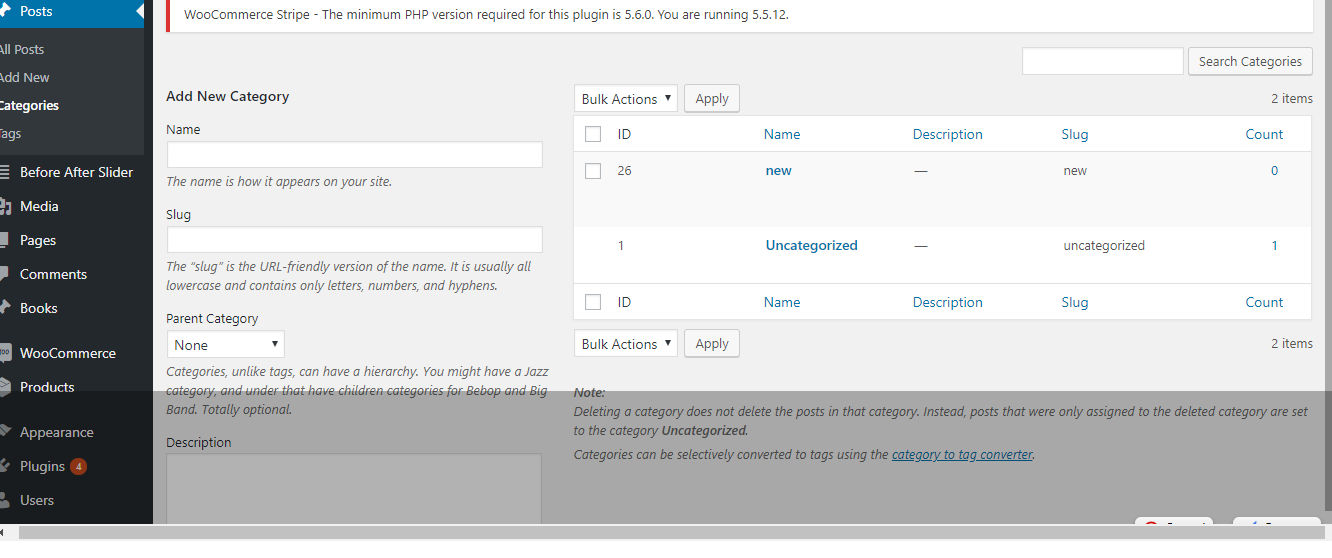 Posts
WooCommerce Stripe - The minimum PHP version required for this plugin is 5.6.0. You are running 5.5.12.
All Posts
Add New
Categories
Tags
Before After Slider
Media
Pages
Comments
Books
WooCommerce
Products
Appearance
Plugins 4
Users
Search Categories
Add New Category
Name
The name is how it appears on your site.
Slug
The “slug” is the URL-friendly version of the name. It is usually all
lowercase and contains only letters, numbers, and hyphens.
Parent Category
None
Categories, unlike tags, can have a hierarchy. You might have a Jazz
category, and under that have children categories for Bebop and Big
Band. Totally optional.
Description
Bulk Actions Apply 2 items
ID Name Description Slug Count
26 new — new 0
1 Uncategorized — uncategorized 1
ID Name Description Slug Count
Bulk Actions Apply 2 items
Note:
Deleting a category does not delete the posts in that category. Instead, posts that were only assigned to the deleted category are set
to the category Uncategorized.
Categories can be selectively converted to tags using the category to tag converter.